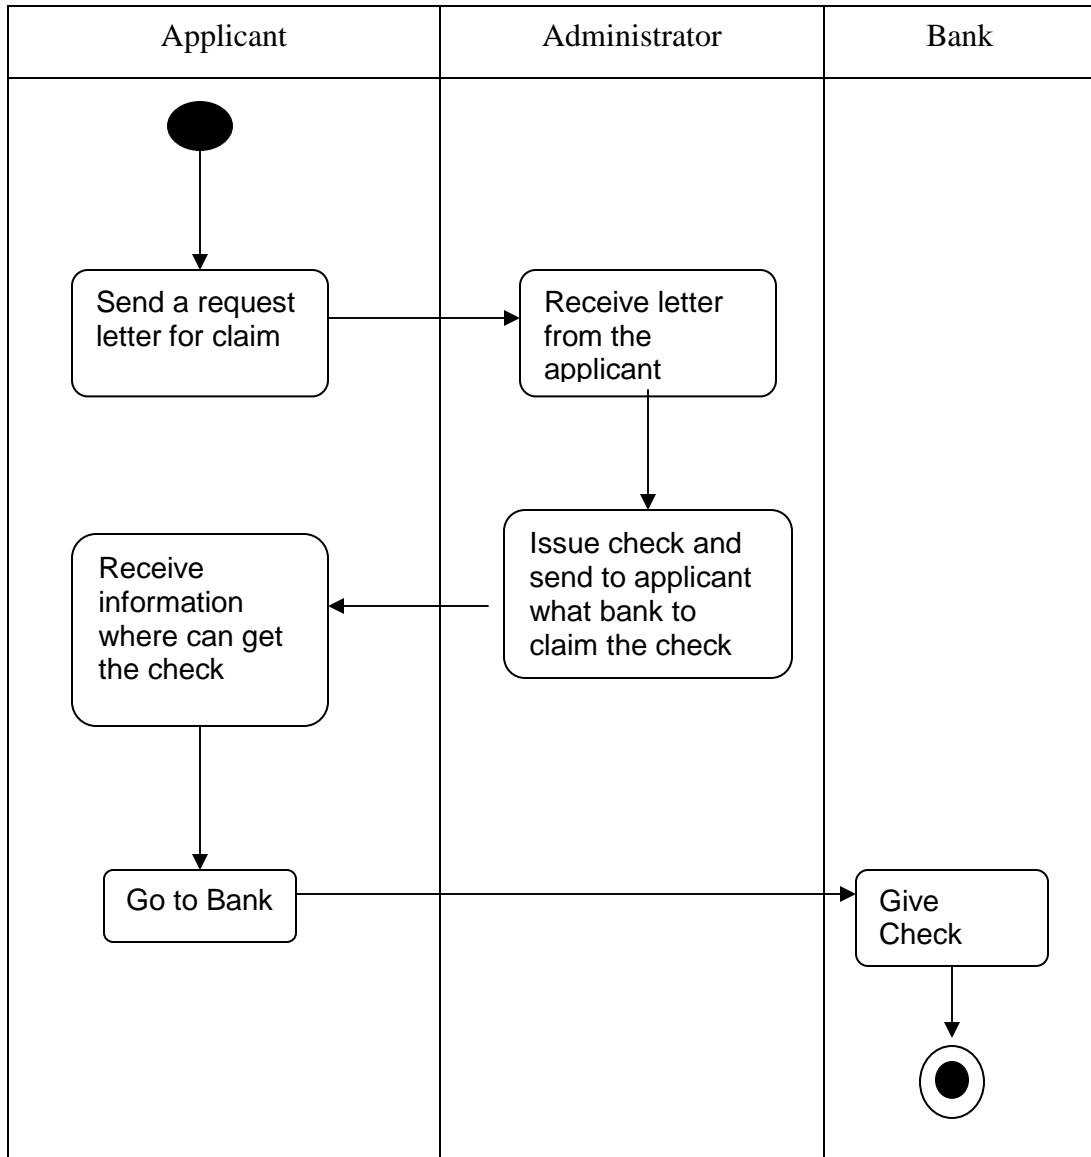 Applicant
Administrator
Bank
Send a request
letter for claim
Receive letter
from the
applicant
Issue check and
send to applicant
what bank to
claim the check
Receive
information
where can get
the check
Go to Bank
Give
Check